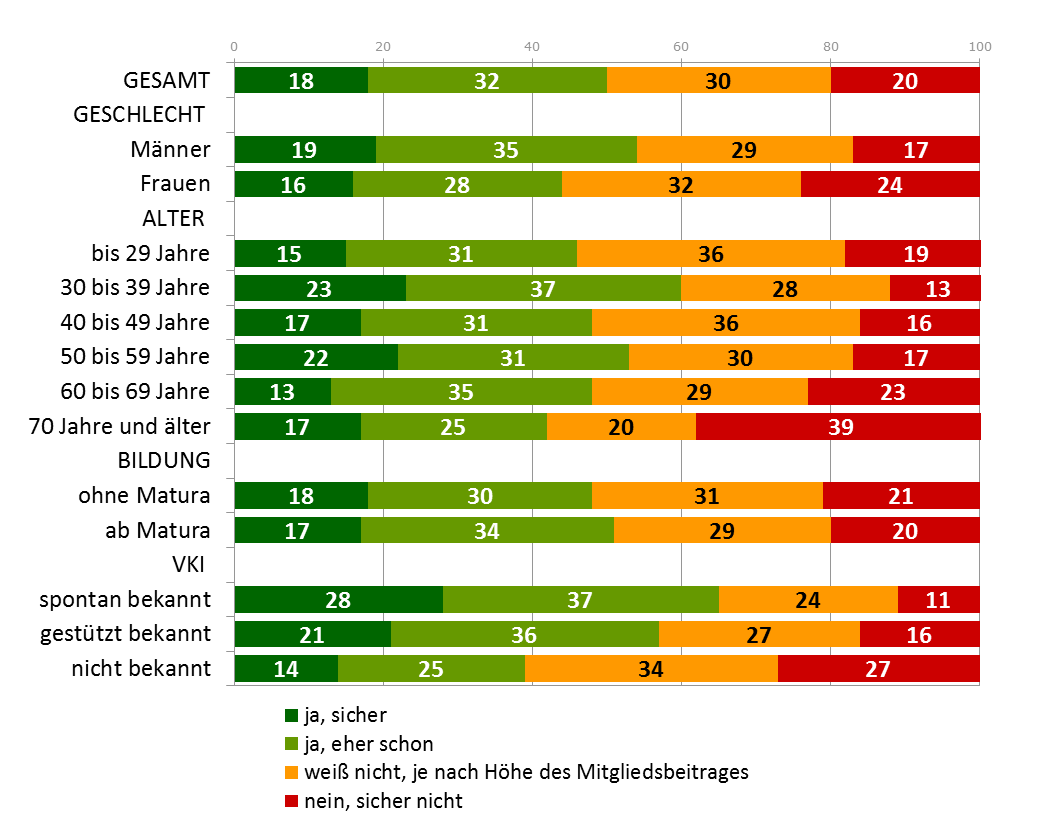 0 20 40 60 80 100
GESAMT 18 32 30 20
GESCHLECHT
Männer 19 35 29 17
Frauen 16 28 32 24
ALTER
bis 29 Jahre 15 31 36 19
30 bis 39 Jahre 23 37 28 13
40 bis 49 Jahre 17 31 36 16
50 bis 59 Jahre 22 31 30 17
60 bis 69 Jahre 13 35 29 23
70 Jahre und älter 17 25 20 39
BILDUNG
ohne Matura 18 30 31 21
ab Matura 17 34 29 20
VKI
spontan bekannt 28 37 24 11
gestützt bekannt 21 36 27 16
nicht bekannt 14 25 34 27
ja, sicher
ja, eher schon
weiß nicht, je nach Höhe des Mitgliedsbeitrages
nein, sicher nicht